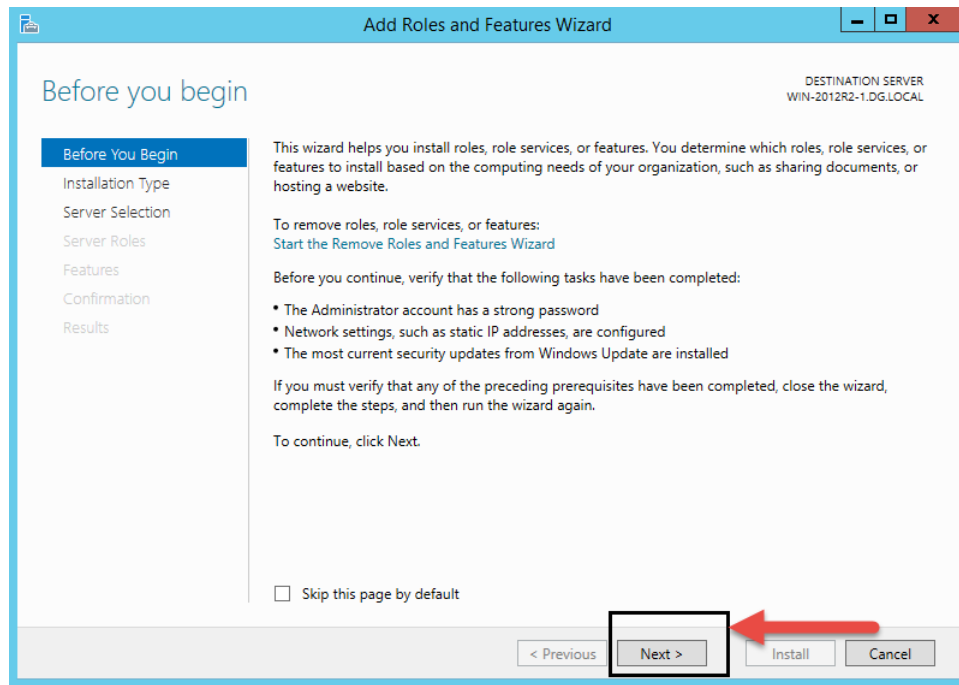 Add Roles and Features Wizard
Before you begin
DESTINATION SERVER
WIN-2012R2-1.DG.LOCAL
Before You Begin
Installation Type
Server Selection
Server Roles
Features
Confirmation
Results
This wizard helps you install roles, role services, or features. You determine which roles, role services, or
features to install based on the computing needs of your organization, such as sharing documents, or
hosting a website.
To remove roles, role services, or features:
Start the Remove Roles and Features Wizard
Before you continue, verify that the following tasks have been completed:
• The Administrator account has a strong password
• Network settings, such as static IP addresses, are configured
• The most current security updates from Windows Update are installed
If you must verify that any of the preceding prerequisites have been completed, close the wizard,
complete the steps, and then run the wizard again.
To continue, click Next.
Skip this page by default
< Previous
Next >
Install
Cancel